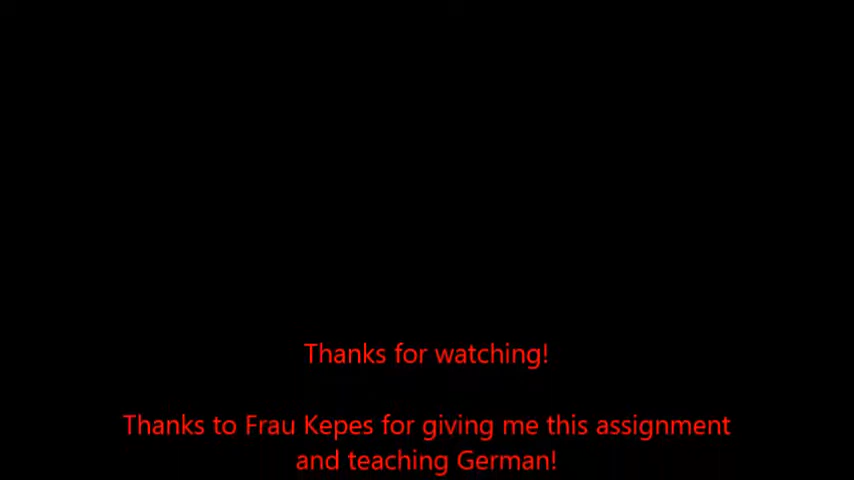 Thanks for watching!
Thanks to Frau Kepes for giving me this assignment
and teaching German!